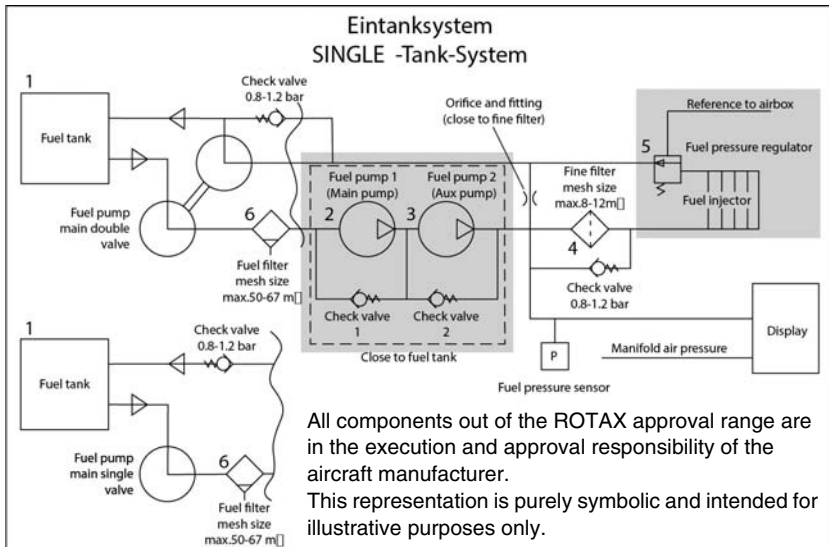 Eintanksystem
SINGLE -Tank-System
1
Check valve
0.8-1.2 bar
Fuel tank
Orifice and fitting
(close to fine filter)
Reference to airbox
5
Fuel pressure regulator
Fuel injector
Fuel pump 1
(Main pump)
Fuel pump 2
(Aux pump)
Fine filter
mesh size
max.8-12m▯
Fuel pump
main double
valve
6
2
3
4
Fuel filter
mesh size
max.50-67 m▯
Check valve
1
Check valve
2
Close to fuel tank
Check valve
0.8-1.2 bar
P
Fuel pressure sensor
Manifold air pressure
Display
1
Check valve
0.8-1.2 bar
Fuel tank
Fuel pump
main single
valve
6
Fuel filter
mesh size
max.50-67 m▯
All components out of the ROTAX approval range are
in the execution and approval responsibility of the
aircraft manufacturer.
This representation is purely symbolic and intended for
illustrative purposes only.